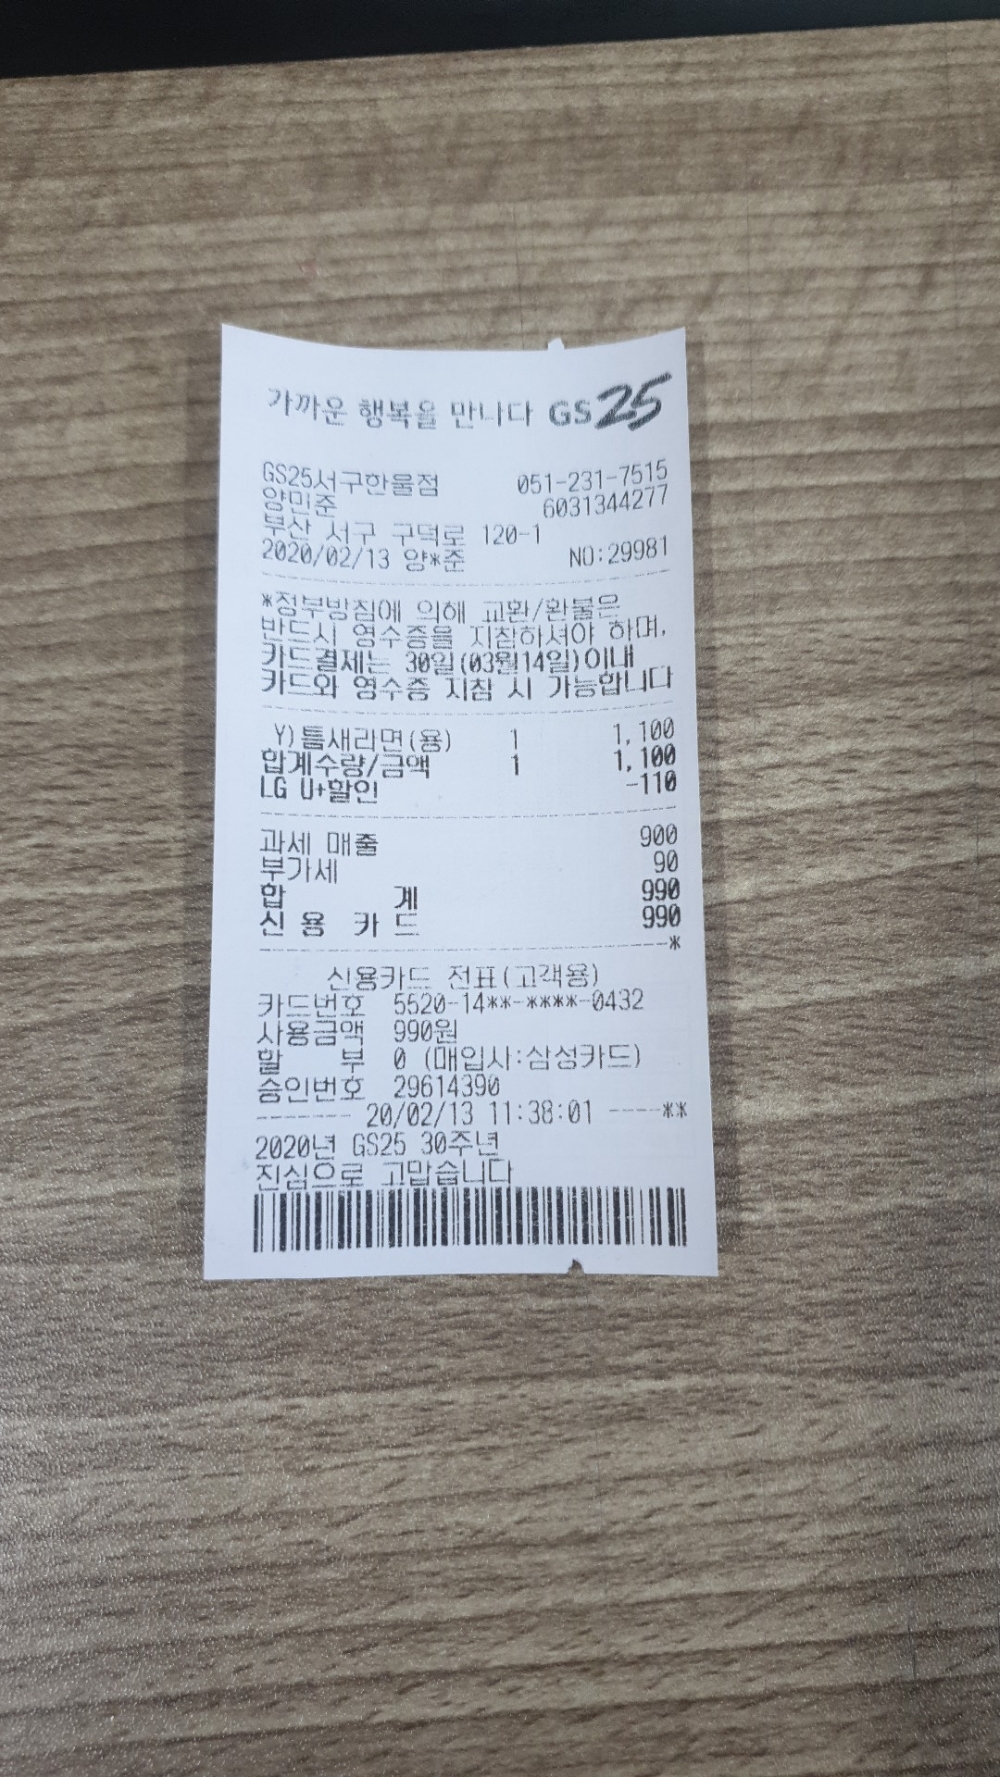 가까운 행복을 만나다 GS25
GS25서구한울점 051-231-7515
양민준 6031344277
부산 서구 구덕로 120-1
2020/02/13 양*준 NO:29981
*정부방침에 의해 교환/환불은
반드시 영수증을 지참하셔야 하며,
카드결제는 30일(03월14일)이내
카드와 영수증 지참 시 가능합니다
Y)틈새라면(용) 1 1,100
합계수량/금액 1 1,100
LG U+할인 -110
과세 매출 900
부가세 90
합 계 990
신 용 카 드 990
*
신용카드 전표(고객용)
카드번호 5520-14**-****-0432
사용금액 990원
할 부 0 (매입사:삼성카드)
승인번호 29614390
------- 20/02/13 11:38:01 ----**
2020년 GS25 30주년
진심으로 고맙습니다